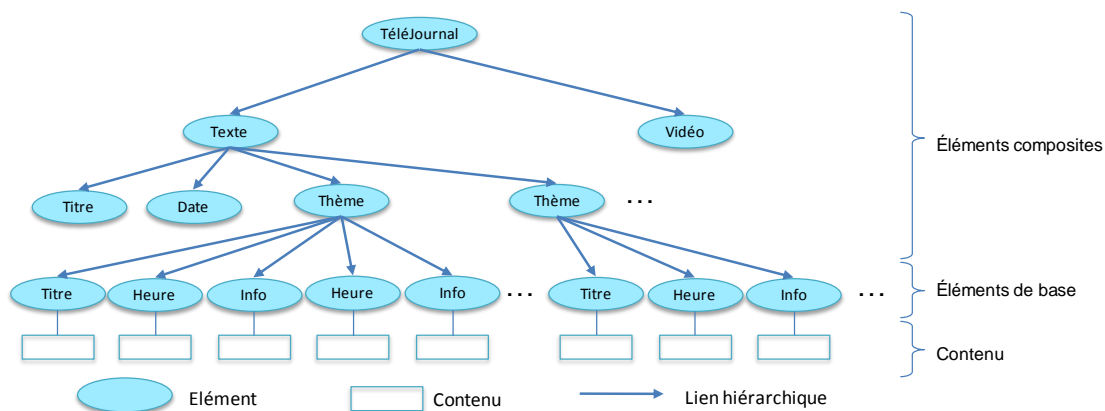 TéléJournal
Texte
Vidéo
Éléments composites
Titre
Date
Thème
Thème
...
Titre
Heure
Info
Heure
Info
...
Titre
Heure
Info
...
Éléments de base
Contenu
Elément
Contenu
Lien hiérarchique